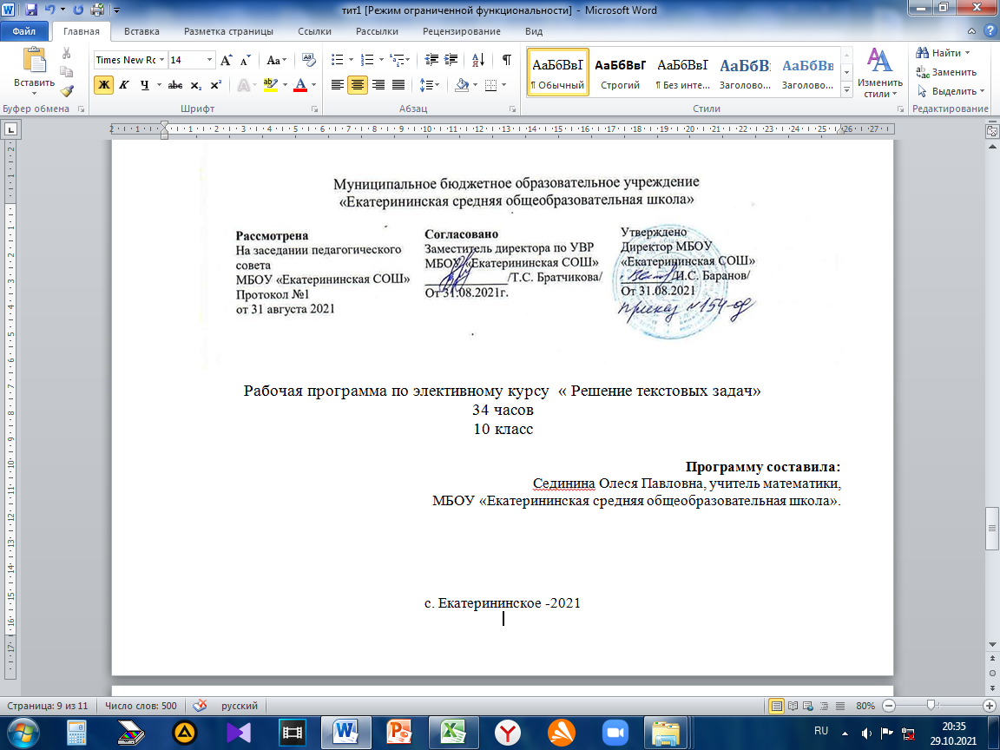 тит1 [Режим ограниченной функциональности] - Microsoft Word
Файл
Главная
Вставка
Разметка страницы
Ссылки
Рассылки
Рецензирование
Вид
Вставить
Буфер обмена
Times New Ro
14
Aa
Ж К Ч abc x₂ x²
Шрифт
Абзац
АаБбВвГ АаБбВвГ АаБбВвГ АаБбВ АаБбВв
¶ Обычный
Строгий
¶ Без инте...
Заголово...
Заголово...
Изменить стили
Стили
Найти
Заменить
Выделить
Редактирование
Муниципальное бюджетное образовательное учреждение
«Екатерининская средняя общеобразовательная школа»
Рассмотрена
На заседании педагогического
совета
МБОУ «Екатерининская СОШ»
Протокол №1
от 31 августа 2021
Согласовано
Заместитель директора по УВР
МБОУ «Екатерининская СОШ»
/Т.С. Братчикова/
От 31.08.2021г.
Утверждено
Директор МБОУ
«Екатерининская СОШ»
/И.С. Баранов/
От 31.08.2021
Приказ №154-од
Рабочая программа по элективному курсу « Решение текстовых задач»
34 часов
10 класс
Программу составила:
Сединина Олеся Павловна, учитель математики,
МБОУ «Екатерининская средняя общеобразовательная школа».
с. Екатерининское -2021
Страница: 9 из 11
Число слов: 500
русский
80%
RU
20:35
29.10.2021